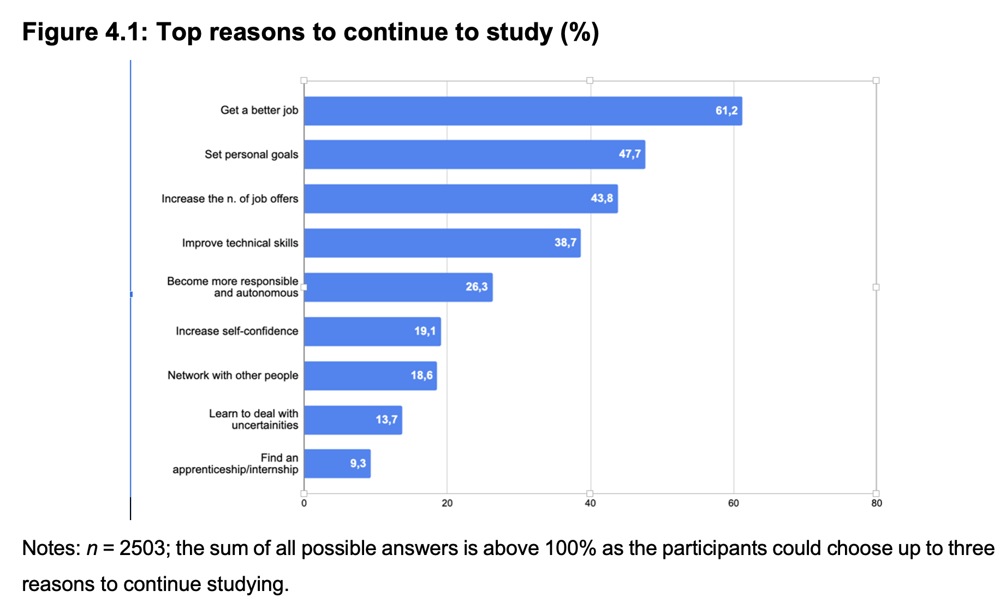 Figure 4.1: Top reasons to continue to study (%)
Get a better job
61,2
Set personal goals
47,7
Increase the n. of job offers
43,8
Improve technical skills
38,7
Become more responsible
and autonomous
26,3
Increase self-confidence
19,1
Network with other people
18,6
Learn to deal with
uncertainities
13,7
Find an
apprenticeship/internship
9,3
0 20 40 60 80
Notes: n = 2503; the sum of all possible answers is above 100% as the participants could choose up to three
reasons to continue studying.